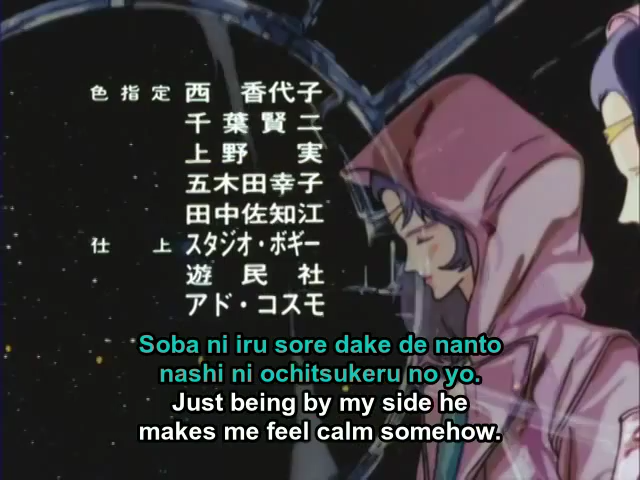 色指定 西 香代子
千葉賢二
上野 実
五木田幸子
田中佐知江
仕 上 スタジオ・ボギー
遊民社
アド・コスモ
Soba ni iru sore dake de nanto
nashi ni ochitsukeru no yo.
Just being by my side he
makes me feel calm somehow.